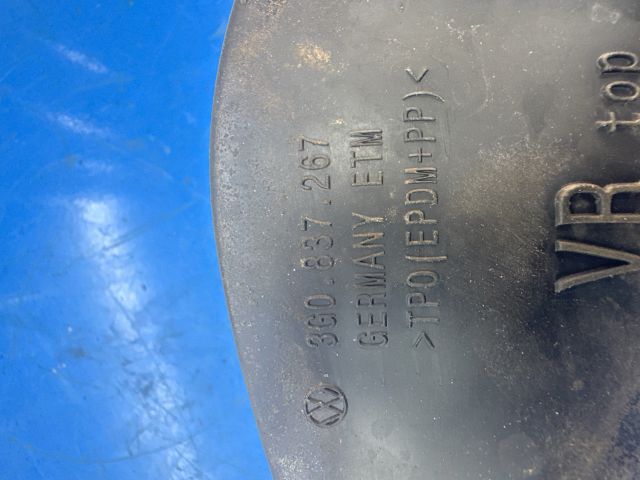 3G0.837.267
GERMANY ETM
>TPO(EPDM+PP)<
VR top